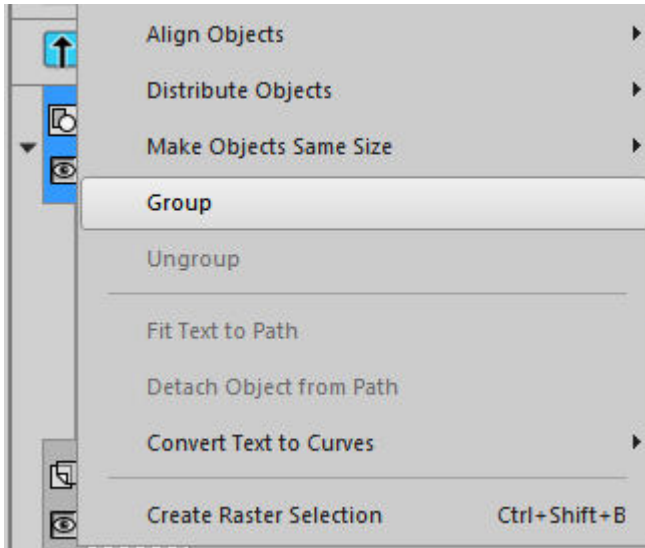 Align Objects
Distribute Objects
Make Objects Same Size
Group
Ungroup
Fit Text to Path
Detach Object from Path
Convert Text to Curves
Create Raster Selection Ctrl+Shift+B